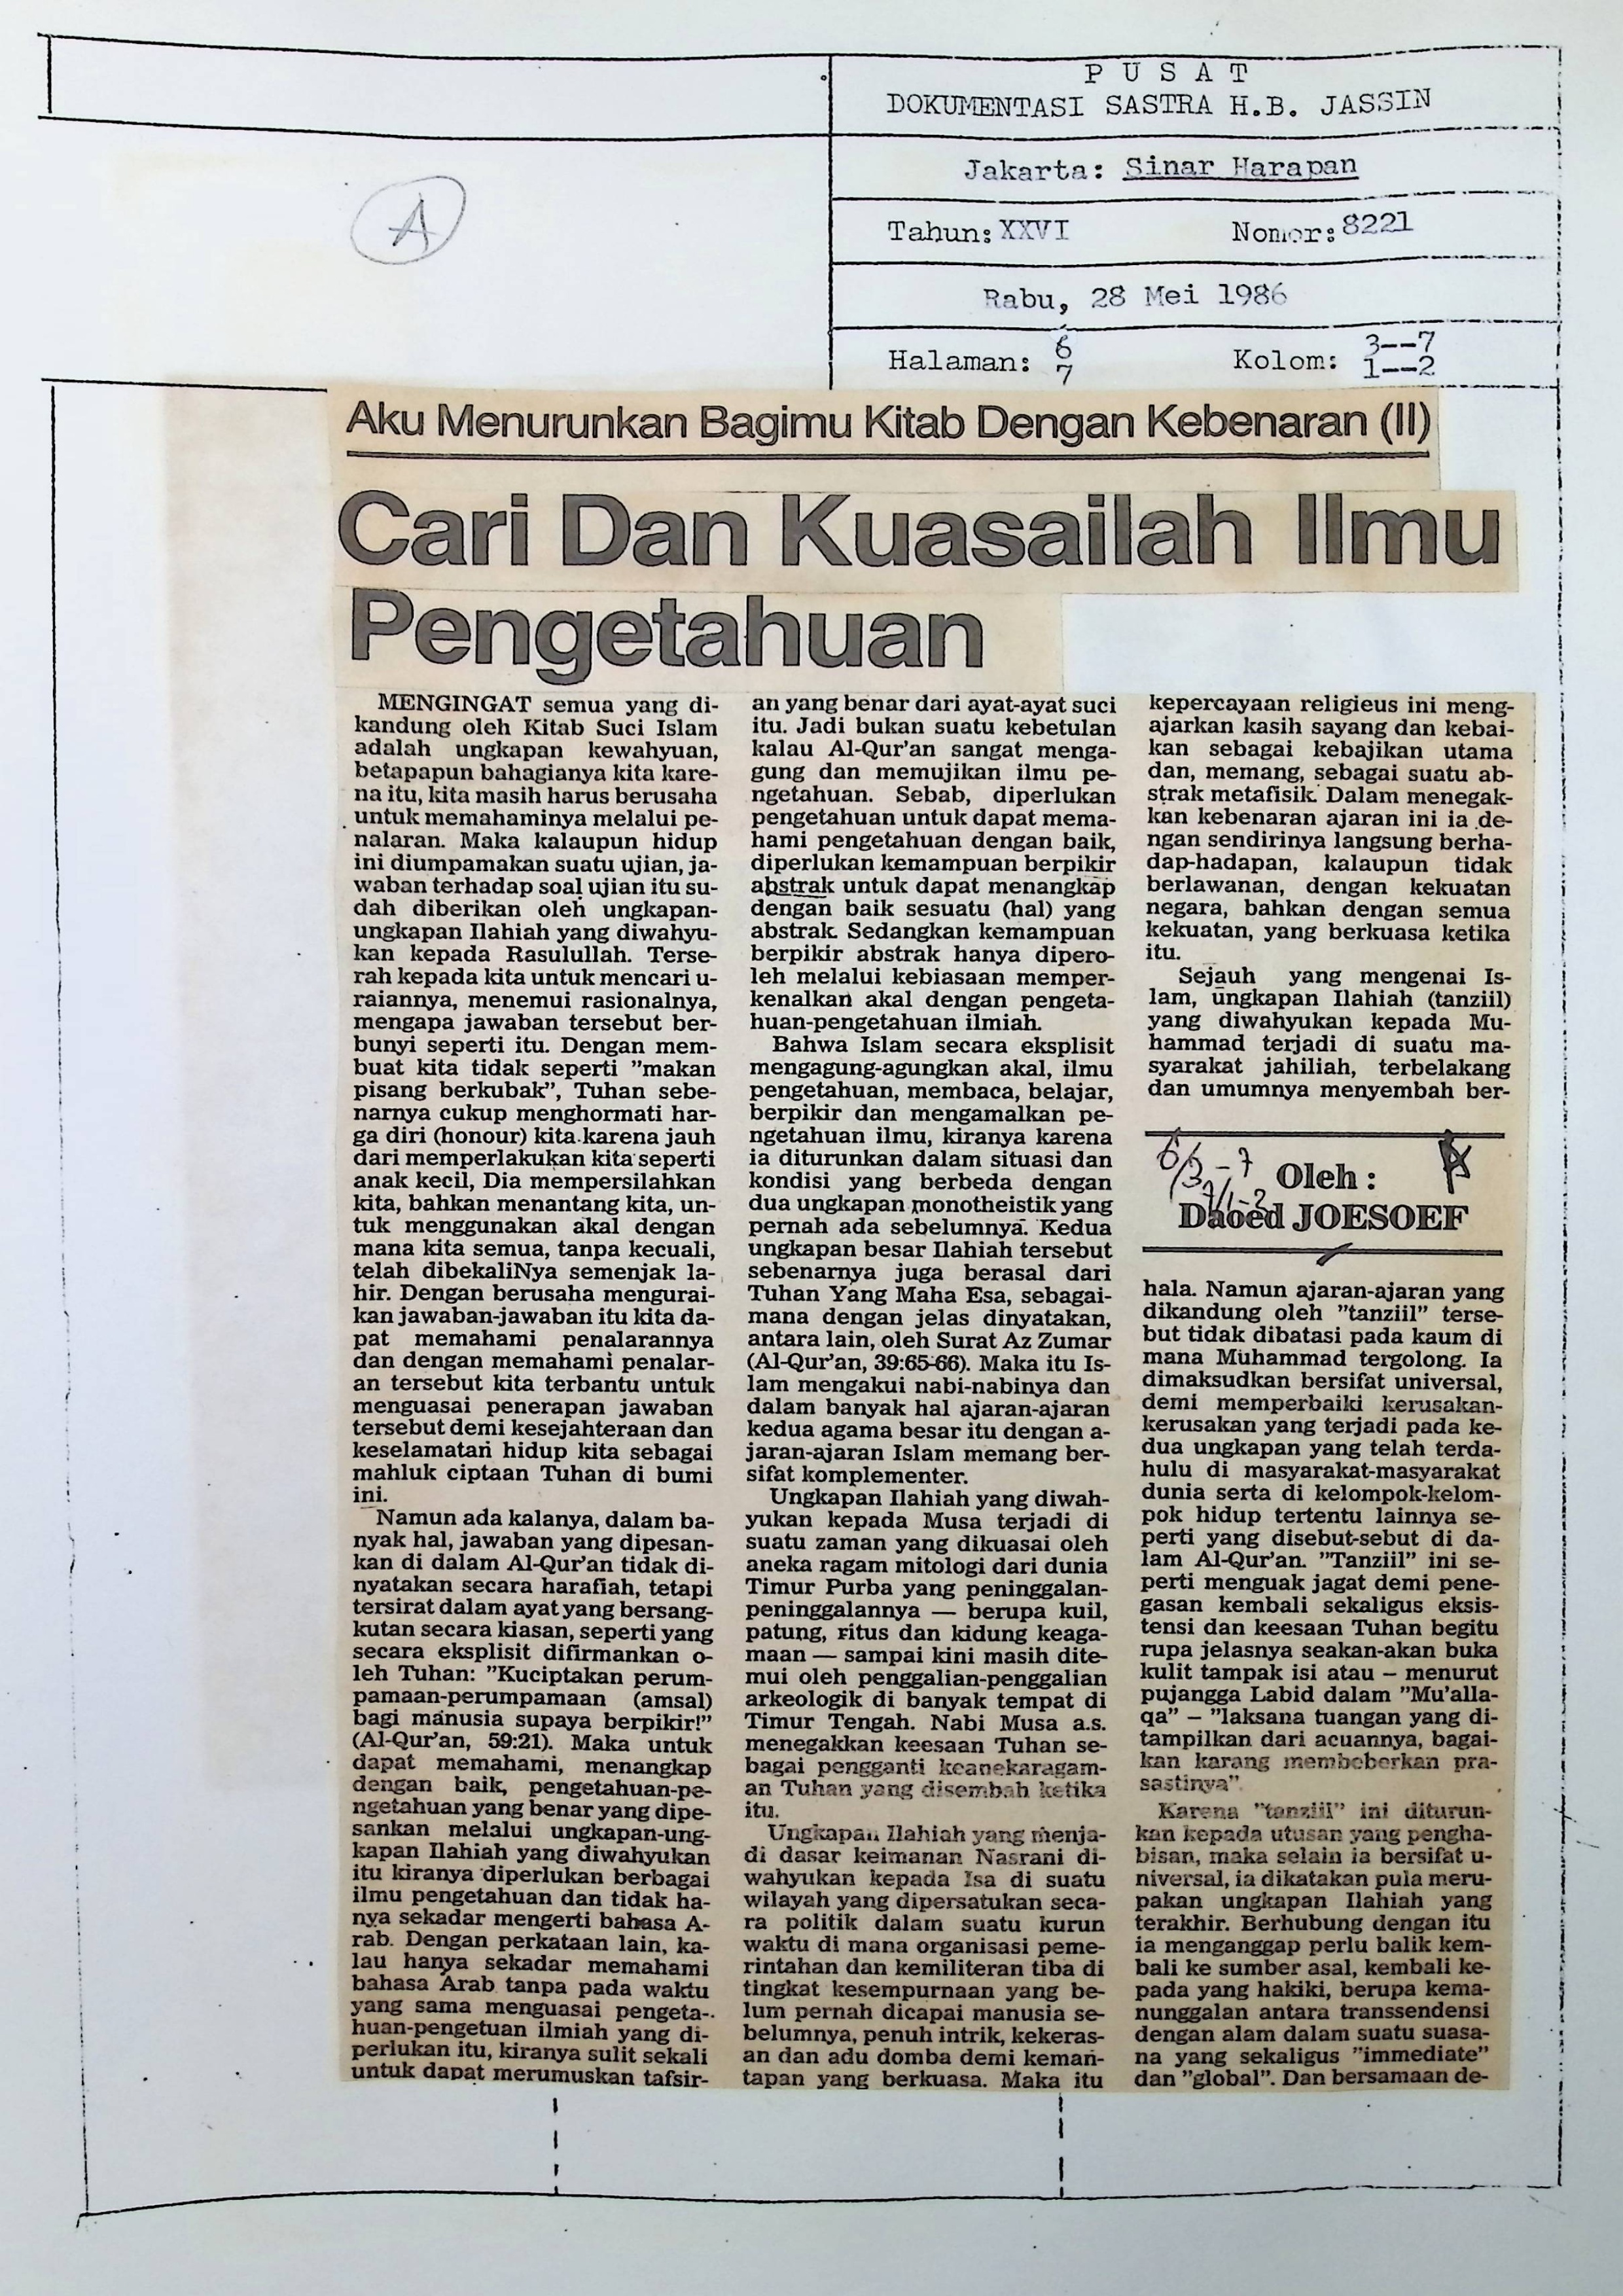 P U S A T
DOKUMENTASI SASTRA H.B. JASSIN
Jakarta: Sinar Harapan
Tahun: XXVI Nomor: 8221
Rabu, 28 Mei 1986
Halaman: 6 Kolom: 3--7
7 1--2
A
Aku Menurunkan Bagimu Kitab Dengan Kebenaran (II)
Cari Dan Kuasailah Ilmu
Pengetahuan
MENGINGAT semua yang di-
kandung oleh Kitab Suci Islam
adalah ungkapan kewahyuan,
betapapun bahagianya kita kare-
na itu, kita masih harus berusaha
untuk memahaminya melalui pe-
nalaran. Maka kalaupun hidup
ini diumpamakan suatu ujian, ja-
waban terhadap soal ujian itu su-
dah diberikan oleh ungkapan-
ungkapan Ilahiah yang diwahyu-
kan kepada Rasulullah. Terse-
rah kepada kita untuk mencari u-
raiannya, menemui rasionalnya,
mengapa jawaban tersebut ber-
bunyi seperti itu. Dengan mem-
buat kita tidak seperti ”makan
pisang berkubak”, Tuhan sebe-
narnya cukup menghormati har-
ga diri (honour) kita karena jauh
dari memperlakukan kita seperti
anak kecil, Dia mempersilahkan
kita, bahkan menantang kita, un-
tuk menggunakan akal dengan
mana kita semua, tanpa kecuali,
telah dibekaliNya semenjak la-
hir. Dengan berusaha mengurai-
kan jawaban-jawaban itu kita da-
pat memahami penalarannya
dan dengan memahami penalar-
an tersebut kita terbantu untuk
menguasai penerapan jawaban
tersebut demi kesejahteraan dan
keselamatan hidup kita sebagai
mahluk ciptaan Tuhan di bumi
ini.
Namun ada kalanya, dalam ba-
nyak hal, jawaban yang dipesan-
kan di dalam Al-Qur’an tidak di-
nyatakan secara harafiah, tetapi
tersirat dalam ayat yang bersang-
kutan secara kiasan, seperti yang
secara eksplisit difirmankan o-
leh Tuhan: ”Kuciptakan perum-
pamaan-perumpamaan (amsal)
bagi manusia supaya berpikir!”
(Al-Qur’an, 59:21). Maka untuk
dapat memahami, menangkap
dengan baik, pengetahuan-pe-
ngetahuan yang benar yang dipe-
sankan melalui ungkapan-ung-
kapan Ilahiah yang diwahyukan
itu kiranya diperlukan berbagai
ilmu pengetahuan dan tidak ha-
nya sekadar mengerti bahasa A-
rab. Dengan perkataan lain, ka-
lau hanya sekadar memahami
bahasa Arab tanpa pada waktu
yang sama menguasai pengeta-
huan-pengetuan ilmiah yang di-
perlukan itu, kiranya sulit sekali
untuk dapat merumuskan tafsir-
an yang benar dari ayat-ayat suci
itu. Jadi bukan suatu kebetulan
kalau Al-Qur’an sangat menga-
gung dan memujikan ilmu pe-
ngetahuan. Sebab, diperlukan
pengetahuan untuk dapat mema-
hami pengetahuan dengan baik,
diperlukan kemampuan berpikir
abstrak untuk dapat menangkap
dengan baik sesuatu (hal) yang
abstrak. Sedangkan kemampuan
berpikir abstrak hanya dipero-
leh melalui kebiasaan memper-
kenalkan akal dengan pengeta-
huan-pengetahuan ilmiah.
Bahwa Islam secara eksplisit
mengagung-agungkan akal, ilmu
pengetahuan, membaca, belajar,
berpikir dan mengamalkan pe-
ngetahuan ilmu, kiranya karena
ia diturunkan dalam situasi dan
kondisi yang berbeda dengan
dua ungkapan monotheistik yang
pernah ada sebelumnya. Kedua
ungkapan besar Ilahiah tersebut
sebenarnya juga berasal dari
Tuhan Yang Maha Esa, sebagai-
mana dengan jelas dinyatakan,
antara lain, oleh Surat Az Zumar
(Al-Qur’an, 39:65-66). Maka itu Is-
lam mengakui nabi-nabinya dan
dalam banyak hal ajaran-ajaran
kedua agama besar itu dengan a-
jaran-ajaran Islam memang ber-
sifat komplementer.
Ungkapan Ilahiah yang diwah-
yukan kepada Musa terjadi di
suatu zaman yang dikuasai oleh
aneka ragam mitologi dari dunia
Timur Purba yang peninggalan-
peninggalannya — berupa kuil,
patung, ritus dan kidung keaga-
maan — sampai kini masih dite-
mui oleh penggalian-penggalian
arkeologik di banyak tempat di
Timur Tengah. Nabi Musa a.s.
menegakkan keesaan Tuhan se-
bagai pengganti keanekaragam-
an Tuhan yang disembah ketika
itu.
Ungkapan Ilahiah yang menja-
di dasar keimanan Nasrani di-
wahyukan kepada Isa di suatu
wilayah yang dipersatukan seca-
ra politik dalam suatu kurun
waktu di mana organisasi peme-
rintahan dan kemiliteran tiba di
tingkat kesempurnaan yang be-
lum pernah dicapai manusia se-
belumnya, penuh intrik, kekeras-
an dan adu domba demi keman-
tapan yang berkuasa. Maka itu
kepercayaan religieus ini meng-
ajarkan kasih sayang dan kebai-
kan sebagai kebajikan utama
dan, memang, sebagai suatu ab-
strak metafisik. Dalam menegak-
kan kebenaran ajaran ini ia de-
ngan sendirinya langsung berha-
dap-hadapan, kalaupun tidak
berlawanan, dengan kekuatan
negara, bahkan dengan semua
kekuatan, yang berkuasa ketika
itu.
Sejauh yang mengenai Is-
lam, ungkapan Ilahiah (tanziil)
yang diwahyukan kepada Mu-
hammad terjadi di suatu ma-
syarakat jahiliah, terbelakang
dan umumnya menyembah ber-
6/3-7
7/1-2
Oleh :
Daoed JOESOEF
hala. Namun ajaran-ajaran yang
dikandung oleh ”tanziil” terse-
but tidak dibatasi pada kaum di
mana Muhammad tergolong. Ia
dimaksudkan bersifat universal,
demi memperbaiki kerusakan-
kerusakan yang terjadi pada ke-
dua ungkapan yang telah terda-
hulu di masyarakat-masyarakat
dunia serta di kelompok-kelom-
pok hidup tertentu lainnya se-
perti yang disebut-sebut di da-
lam Al-Qur’an. ”Tanziil” ini se-
perti menguak jagat demi pene-
gasan kembali sekaligus eksis-
tensi dan keesaan Tuhan begitu
rupa jelasnya seakan-akan buka
kulit tampak isi atau – menurut
pujangga Labid dalam ”Mu’alla-
qa” – ”laksana tuangan yang di-
tampilkan dari acuannya, bagai-
kan karang membeberkan pra-
sastinya”.
Karena ”tanziil” ini diturun-
kan kepada utusan yang pengha-
bisan, maka selain ia bersifat u-
niversal, ia dikatakan pula meru-
pakan ungkapan Ilahiah yang
terakhir. Berhubung dengan itu
ia menganggap perlu balik kem-
bali ke sumber asal, kembali ke-
pada yang hakiki, berupa kema-
nunggalan antara transsendensi
dengan alam dalam suatu suasa-
na yang sekaligus ”immediate”
dan ”global”. Dan bersamaan de-